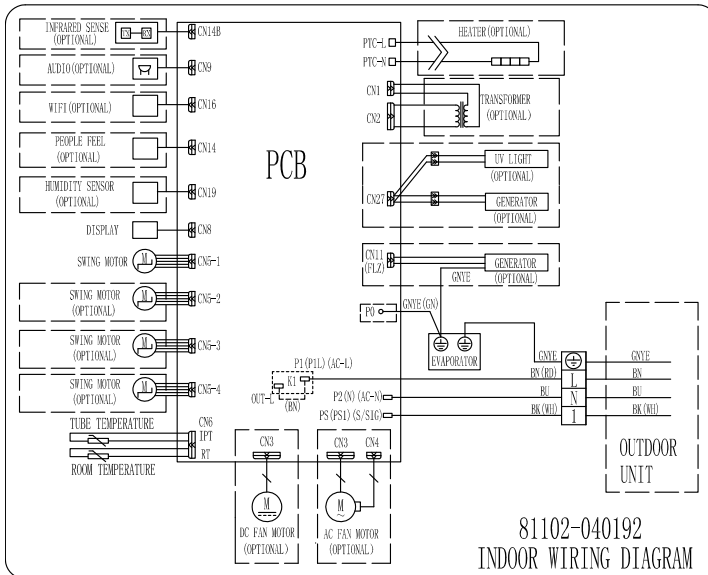 INFRARED SENSE
(OPTIONAL)
CN14B
AUDIO(OPTIONAL)
CN9
WIFI(OPTIONAL)
CN16
PEOPLE FEEL
(OPTIONAL)
CN14
HUMIDITY SENSOR
(OPTIONAL)
CN19
DISPLAY
CN8
SWING MOTOR
M
CN5-1
SWING MOTOR
(OPTIONAL)
M
CN5-2
SWING MOTOR
(OPTIONAL)
M
CN5-3
SWING MOTOR
(OPTIONAL)
M
CN5-4
TUBE TEMPERATURE
CN6
IPT
RT
ROOM TEMPERATURE
PCB
PTC-L
PTC-N
HEATER(OPTIONAL)
CN1
CN2
TRANSFORMER
(OPTIONAL)
CN27
UV LIGHT
(OPTIONAL)
GENERATOR
(OPTIONAL)
CN11
(FLZ)
GENERATOR
(OPTIONAL)
GNYE
P0
GNYE(GN)
EVAPORATOR
P1(P1L)(AC-L)
K1
OUT-L
(BN)
P2(N)(AC-N)
PS(PS1)(S/SIG)
GNYE
BN(RD)
BU
BK(WH)
L
N
1
GNYE
BN
BU
BK(WH)
OUTDOOR
UNIT
CN3
M
DC FAN MOTOR
(OPTIONAL)
CN3
CN4
M
AC FAN MOTOR
(OPTIONAL)
81102-040192
INDOOR WIRING DIAGRAM